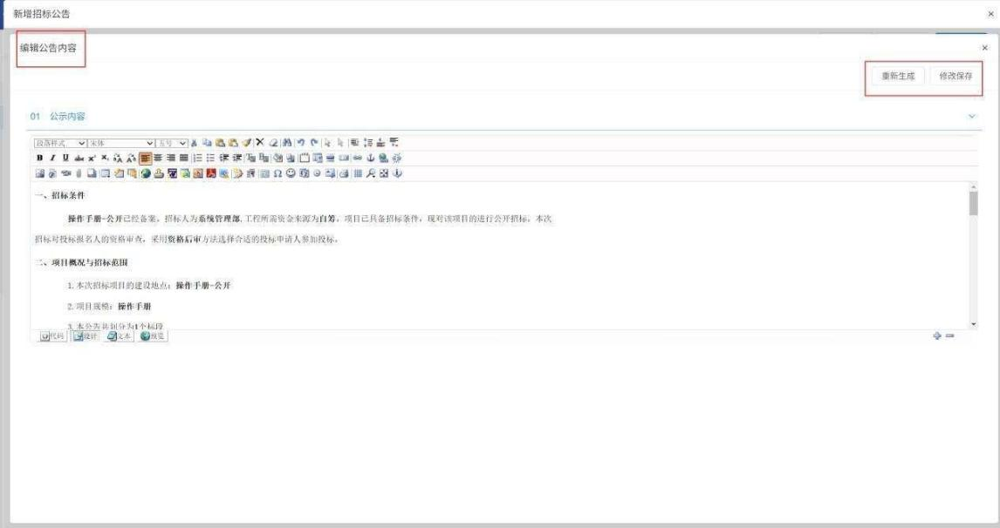 新增招标公告
×
编辑公告内容
×
重新生成 修改保存
01 公示内容
段落样式 宋体 五号
一、招标条件
操作手册-公开已经备案。招标人为系统管理部,工程所需资金来源为自筹。项目已具备招标条件，现对该项目的进行公开招标。本次
招标对投标报名人的资格审查，采用资格后审方法选择合适的投标申请人参加投标。
二、项目概况与招标范围
1.本次招标项目的建设地点：操作手册-公开
2.项目规模：操作手册
3.本公告共划分为1个标段
代码 设计 文本 预览